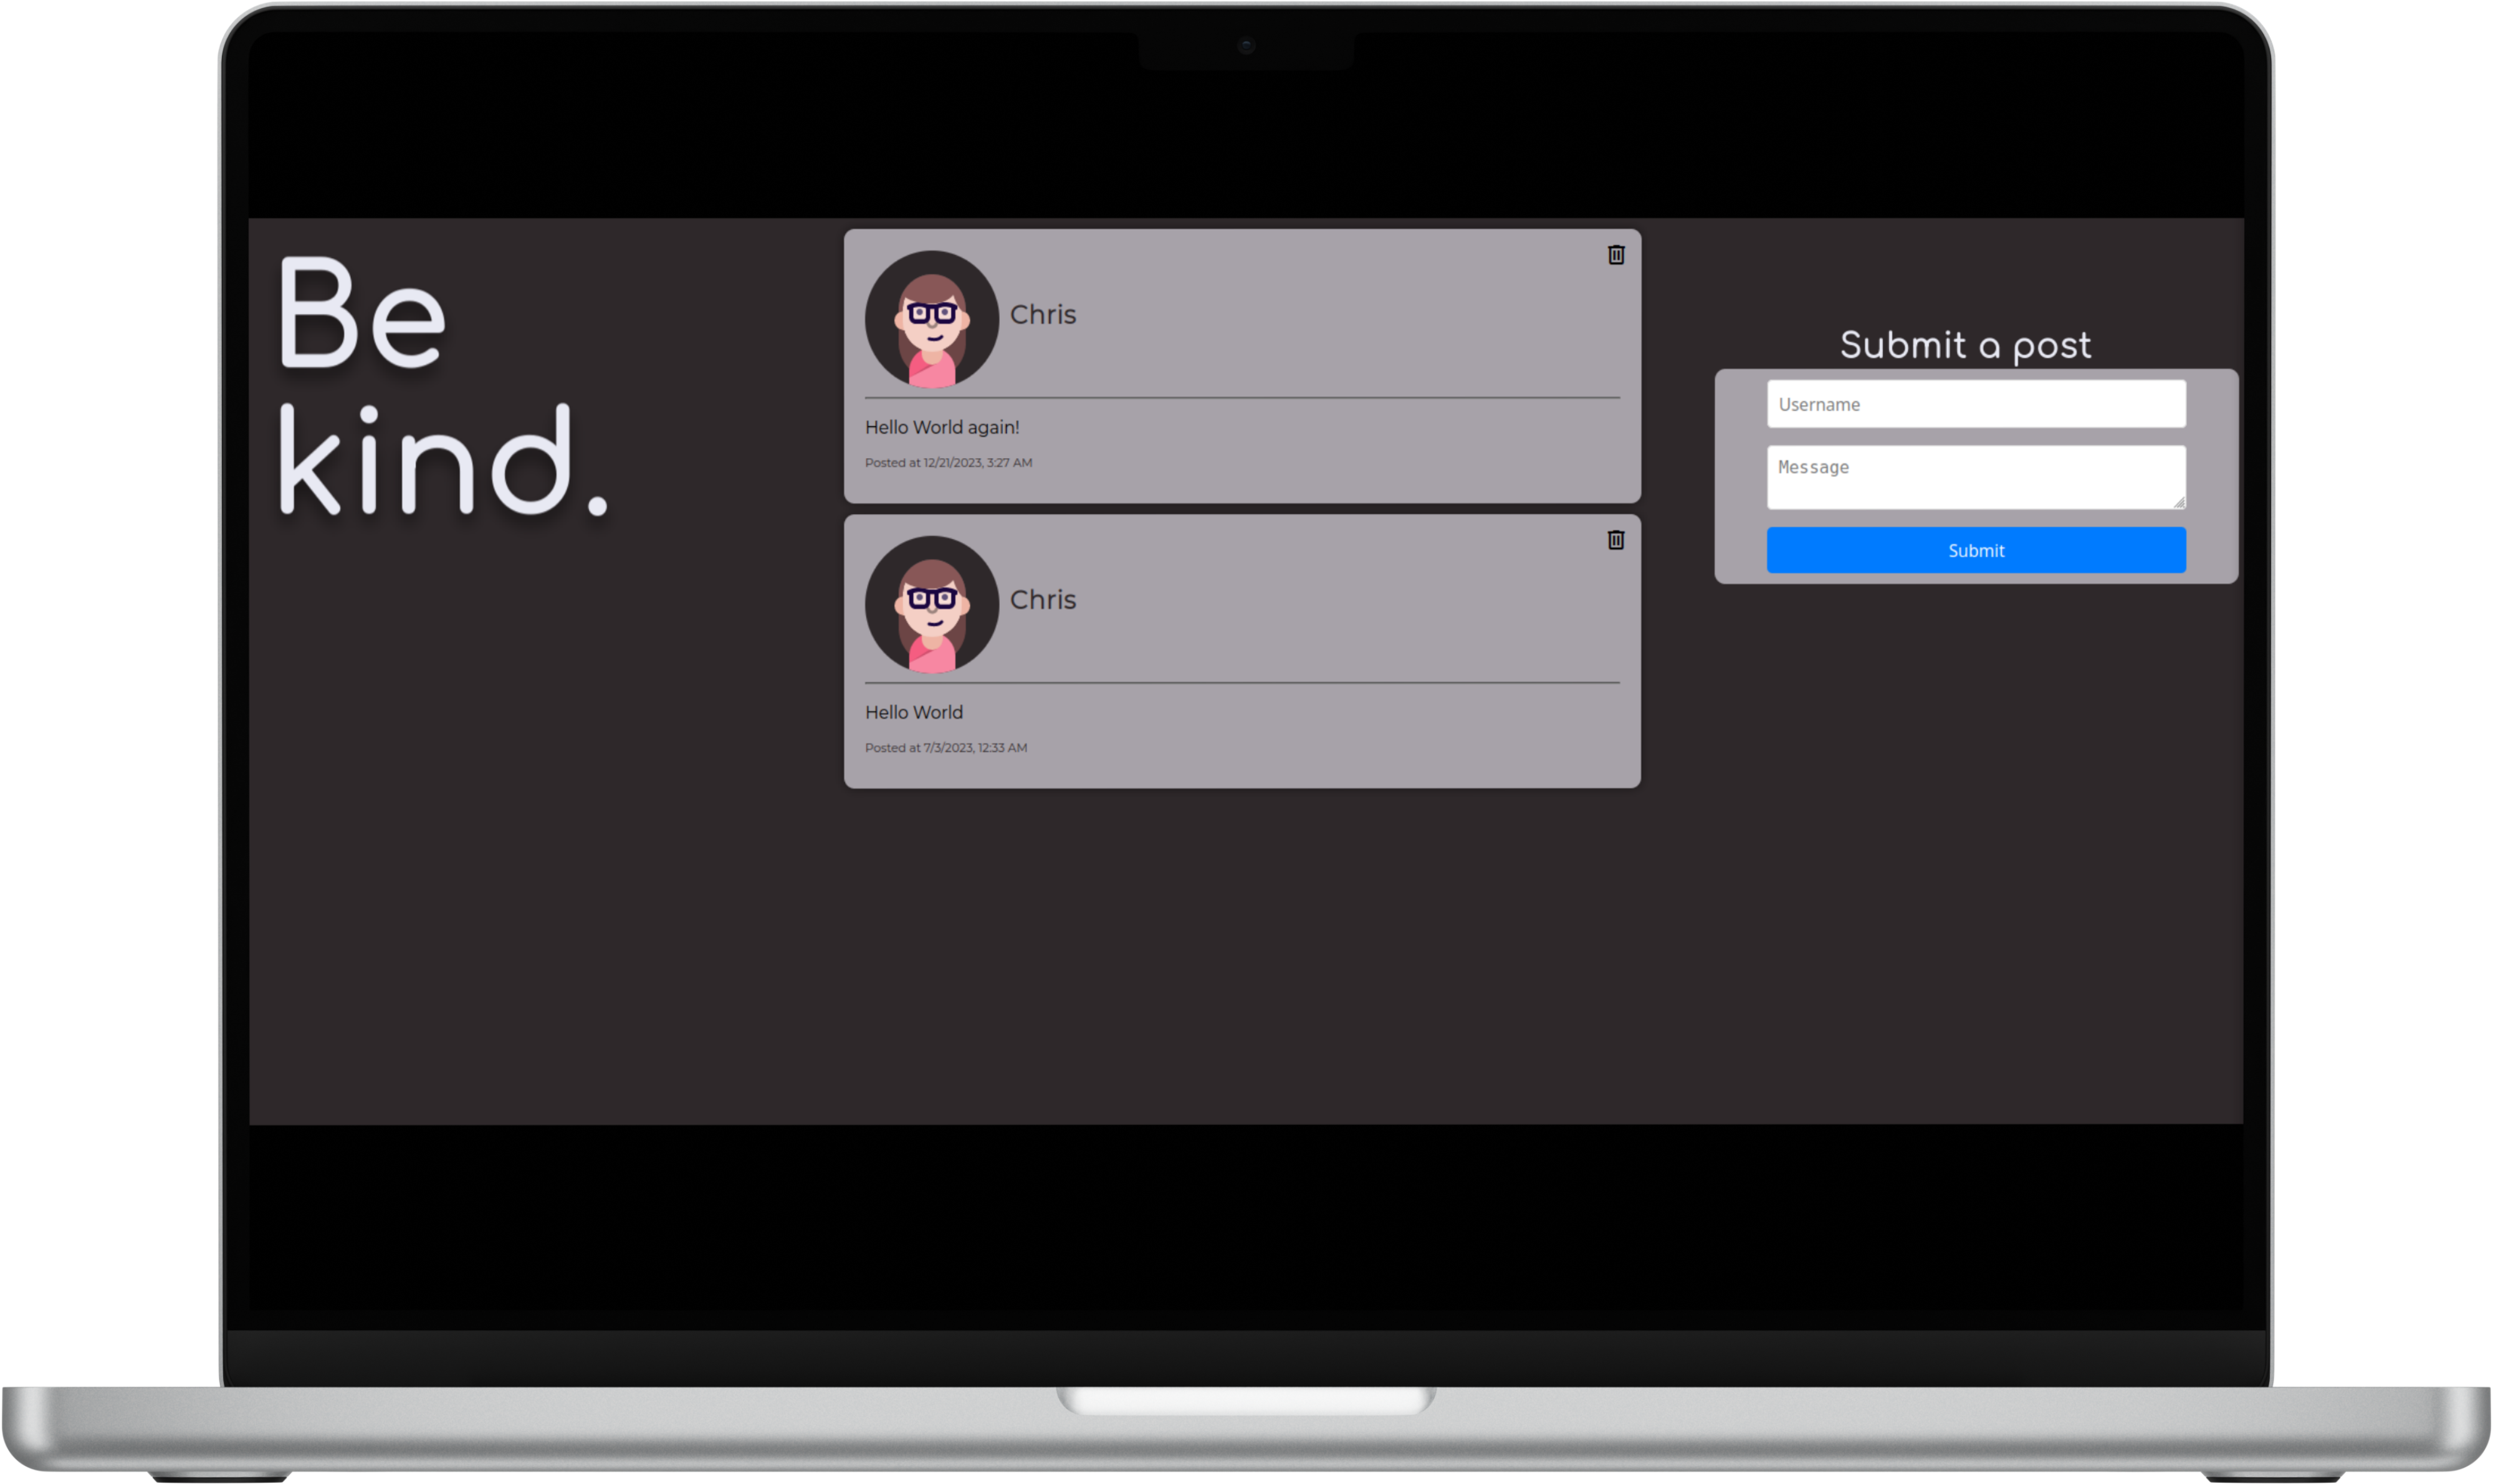 Be
kind.
Chris
Hello World again!
Posted at 12/21/2023, 3:27 AM
Chris
Hello World
Posted at 7/3/2023, 12:33 AM
Submit a post
Username
Message
Submit